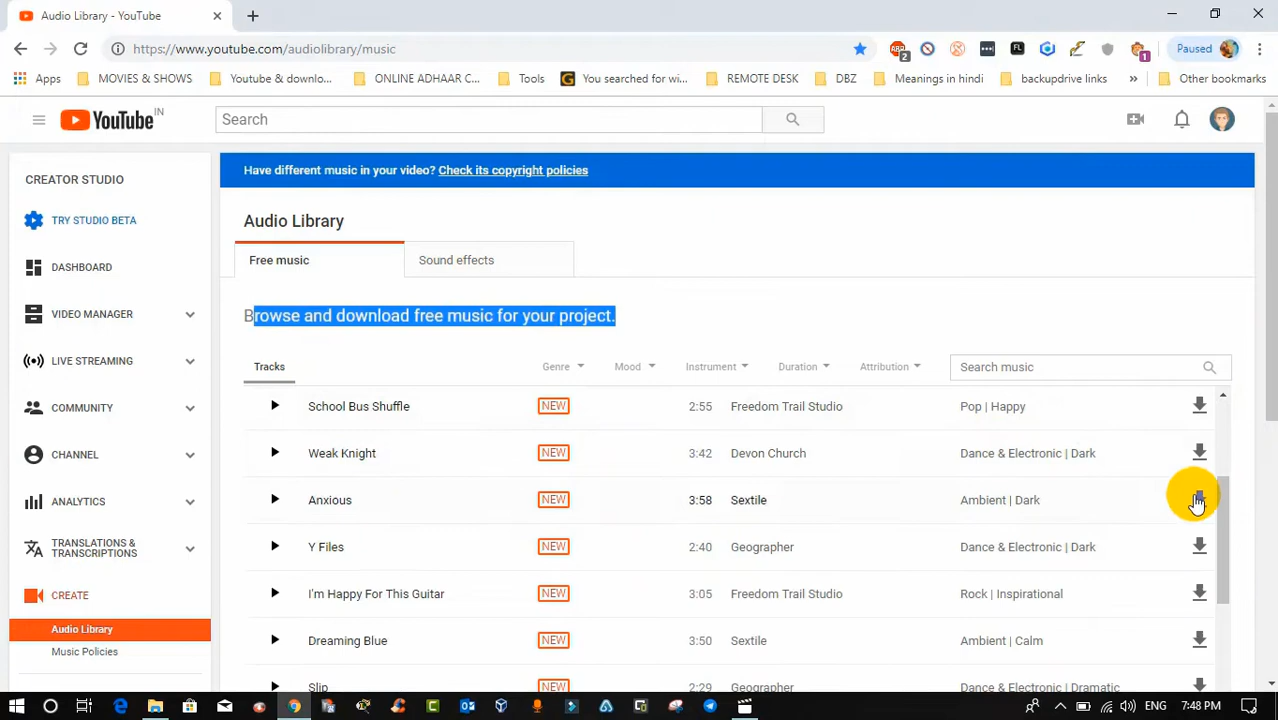 Audio Library - YouTube
https://www.youtube.com/audiolibrary/music
ABP
2
FL
1
Paused
Apps
MOVIES & SHOWS
Youtube & downlo...
ONLINE ADHAAR C...
Tools
G
You searched for wi...
REMOTE DESK
DBZ
Meanings in hindi
backupdrive links
»
Other bookmarks
YouTube IN
Search
CREATOR STUDIO
TRY STUDIO BETA
DASHBOARD
VIDEO MANAGER
LIVE STREAMING
COMMUNITY
CHANNEL
ANALYTICS
TRANSLATIONS &
TRANSCRIPTIONS
CREATE
Audio Library
Music Policies
Have different music in your video? Check its copyright policies
Audio Library
Free music
Sound effects
Browse and download free music for your project.
Tracks Genre Mood Instrument Duration Attribution Search music
School Bus Shuffle NEW 2:55 Freedom Trail Studio Pop | Happy
Weak Knight NEW 3:42 Devon Church Dance & Electronic | Dark
Anxious NEW 3:58 Sextile Ambient | Dark
Y Files NEW 2:40 Geographer Dance & Electronic | Dark
I'm Happy For This Guitar NEW 3:05 Freedom Trail Studio Rock | Inspirational
Dreaming Blue NEW 3:50 Sextile Ambient | Calm
Slip NEW 2:29 Geographer Dance & Electronic | Dramatic
ENG 7:48 PM